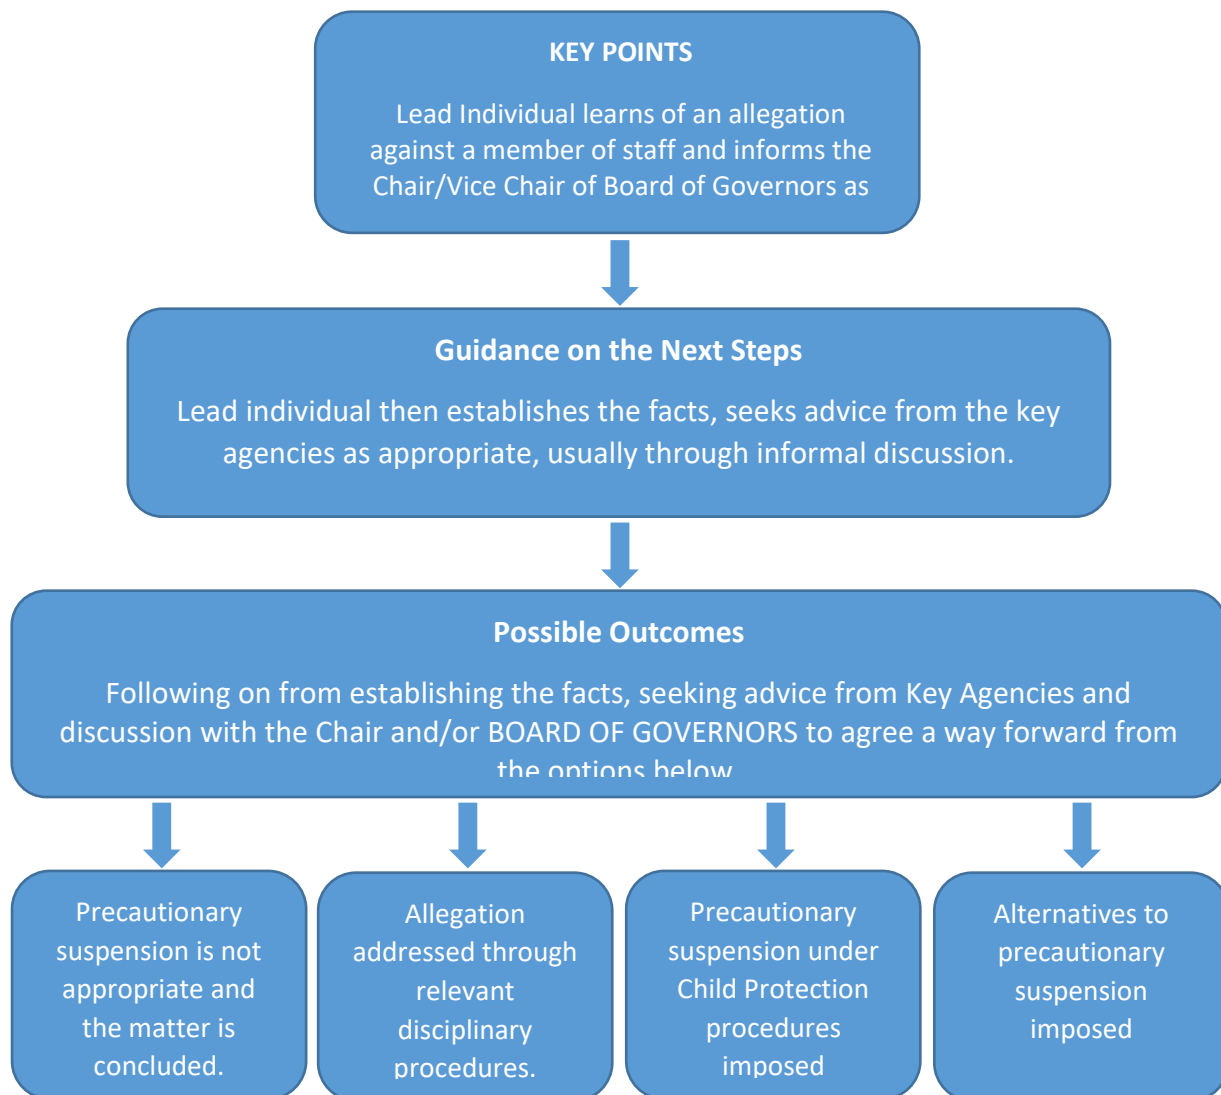 KEY POINTS
Lead Individual learns of an allegation
against a member of staff and informs the
Chair/Vice Chair of Board of Governors as
Guidance on the Next Steps
Lead individual then establishes the facts, seeks advice from the key
agencies as appropriate, usually through informal discussion.
Possible Outcomes
Following on from establishing the facts, seeking advice from Key Agencies and
discussion with the Chair and/or BOARD OF GOVERNORS to agree a way forward from
the options below
Precautionary
suspension is not
appropriate and
the matter is
concluded.
Allegation
addressed through
relevant
disciplinary
procedures.
Precautionary
suspension under
Child Protection
procedures
imposed
Alternatives to
precautionary
suspension
imposed